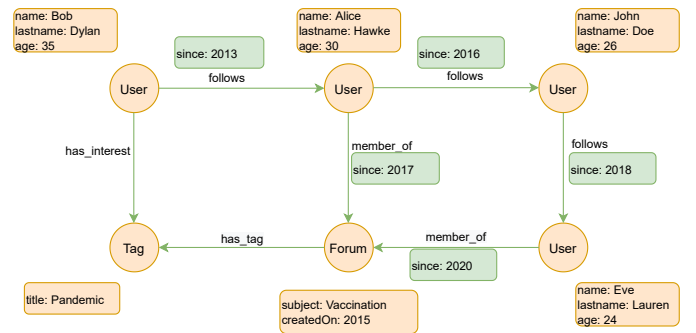 name: Bob
lastname: Dylan
age: 35
name: Alice
lastname: Hawke
age: 30
name: John
lastname: Doe
age: 26
since: 2013
since: 2016
follows
follows
User
User
User
has_interest
member_of
since: 2017
follows
since: 2018
Tag
has_tag
Forum
member_of
User
since: 2020
title: Pandemic
subject: Vaccination
createdOn: 2015
name: Eve
lastname: Lauren
age: 24